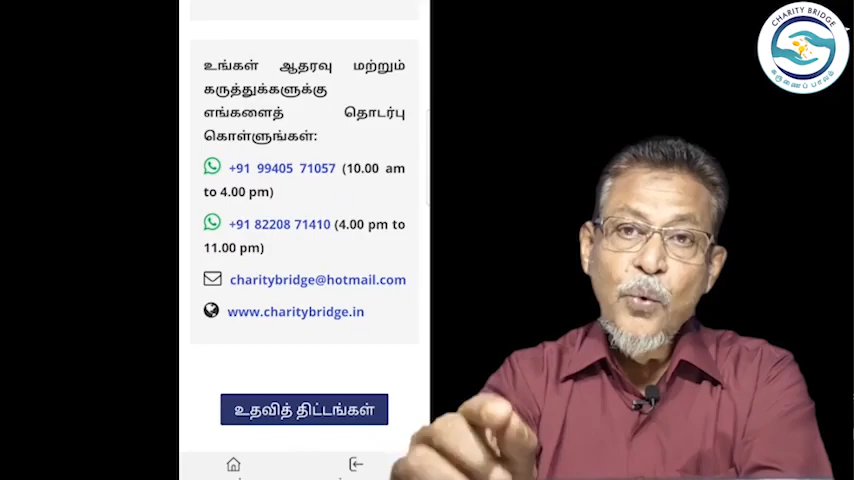 உங்கள் ஆதரவு மற்றும்
கருத்துக்களுக்கு
எங்களைத் தொடர்பு
கொள்ளுங்கள்:
+91 99405 71057 (10.00 am
to 4.00 pm)
+91 82208 71410 (4.00 pm to
11.00 pm)
charitybridge@hotmail.com
www.charitybridge.in
உதவித் திட்டங்கள்
CHARITY BRIDGE
கருணைப் பாலம்